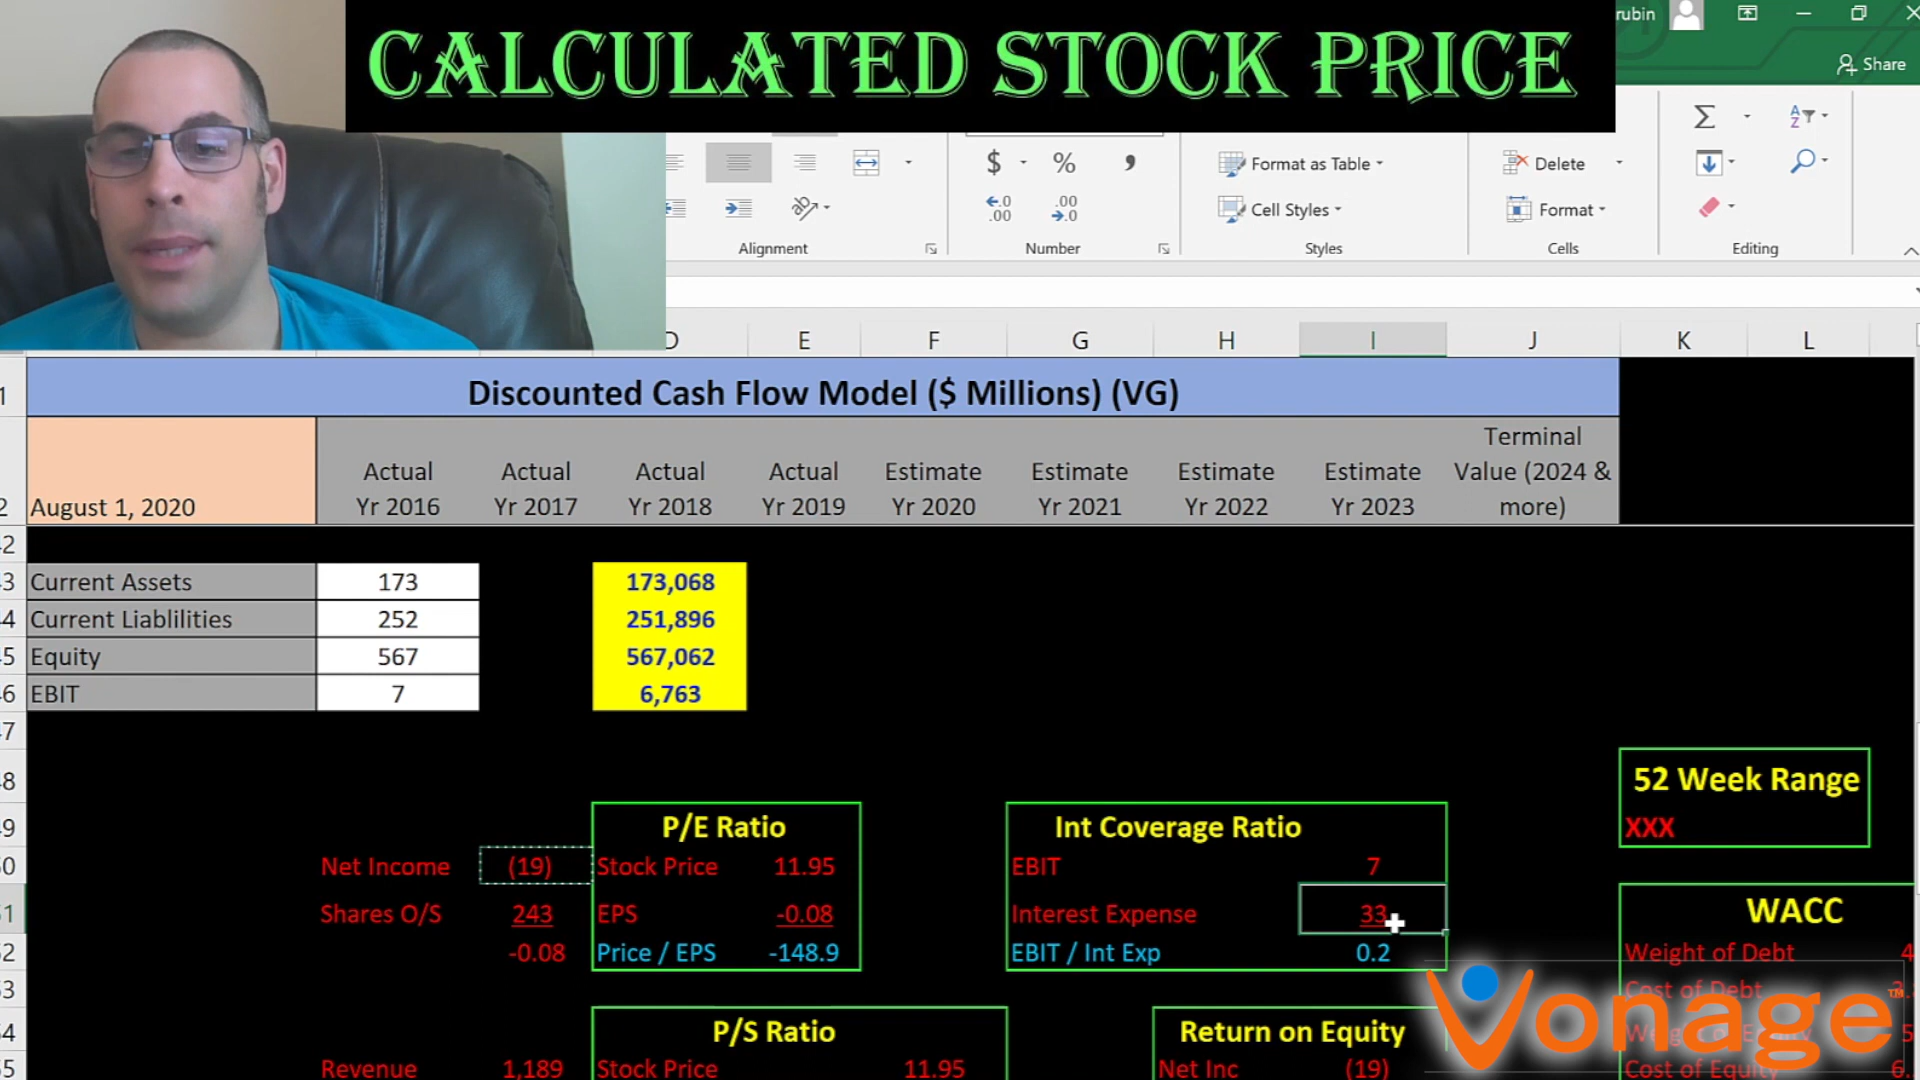 CALCULATED STOCK PRICE
rubin
Share
$ % ,
Format as Table
Delete
Cell Styles
Format
Alignment
Number
Styles
Cells
Editing
D E F G H I J K L
Discounted Cash Flow Model ($ Millions) (VG)
August 1, 2020
Actual Yr 2016
Actual Yr 2017
Actual Yr 2018
Actual Yr 2019
Estimate Yr 2020
Estimate Yr 2021
Estimate Yr 2022
Estimate Yr 2023
Terminal Value (2024 & more)
Current Assets 173 173,068
Current Liablilities 252 251,896
Equity 567 567,062
EBIT 7 6,763
52 Week Range
XXX
P/E Ratio
Net Income (19) Stock Price 11.95
Shares O/S 243 EPS -0.08
-0.08 Price / EPS -148.9
Int Coverage Ratio
EBIT 7
Interest Expense 33
EBIT / Int Exp 0.2
WACC
Weight of Debt 4
Cost of Debt
Cost of Equity 6.
P/S Ratio
Revenue 1,189 Stock Price 11.95
Return on Equity
Net Inc (19)
Vonage™